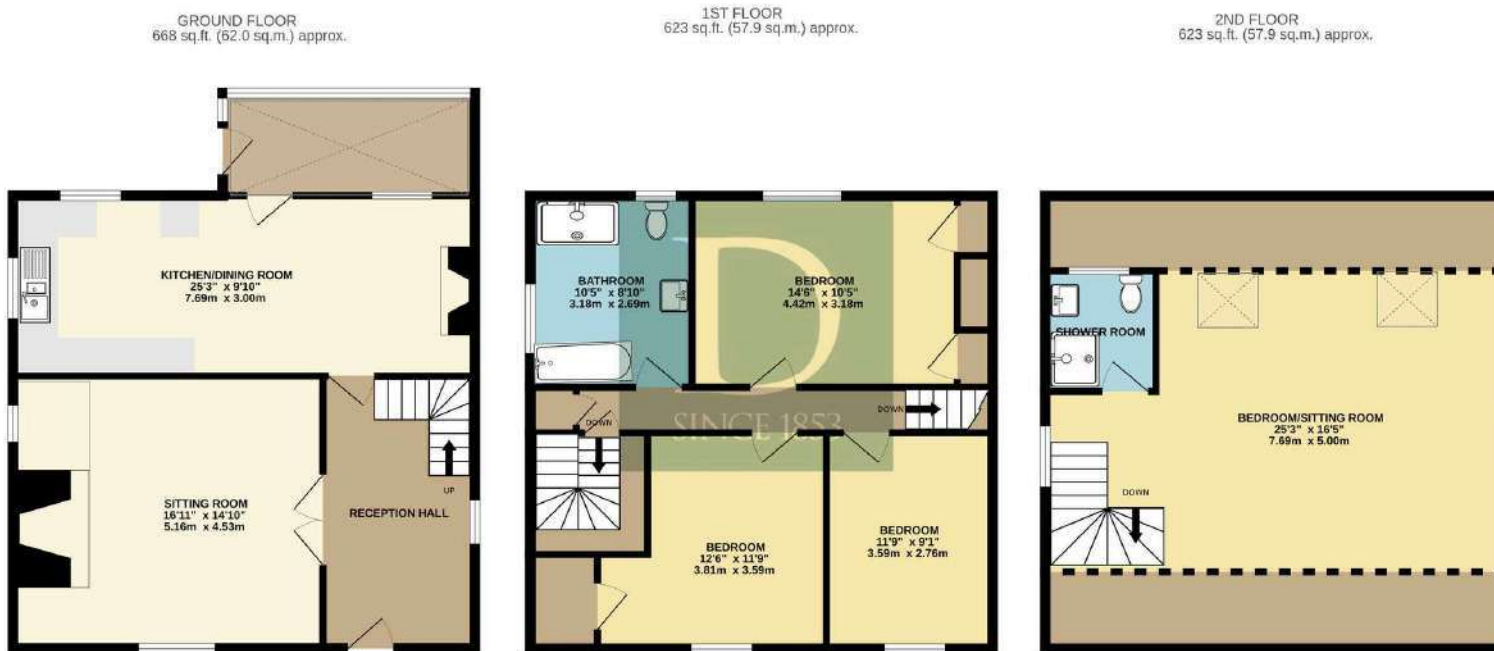 GROUND FLOOR
668 sq.ft. (62.0 sq.m.) approx.
1ST FLOOR
623 sq.ft. (57.9 sq.m.) approx.
2ND FLOOR
623 sq.ft. (57.9 sq.m.) approx.
KITCHEN/DINING ROOM
25'3" x 9'10"
7.69m x 3.00m
SITTING ROOM
16'11" x 14'10"
5.16m x 4.53m
UP
RECEPTION HALL
BATHROOM
10'5" x 8'10"
3.18m x 2.69m
BEDROOM
14'6" x 10'5"
4.42m x 3.18m
D
SINCE 1853
DOWN
DOWN
BEDROOM
12'6" x 11'9"
3.81m x 3.59m
BEDROOM
11'9" x 9'1"
3.59m x 2.76m
SHOWER ROOM
BEDROOM/SITTING ROOM
25'3" x 16'5"
7.69m x 5.00m
DOWN